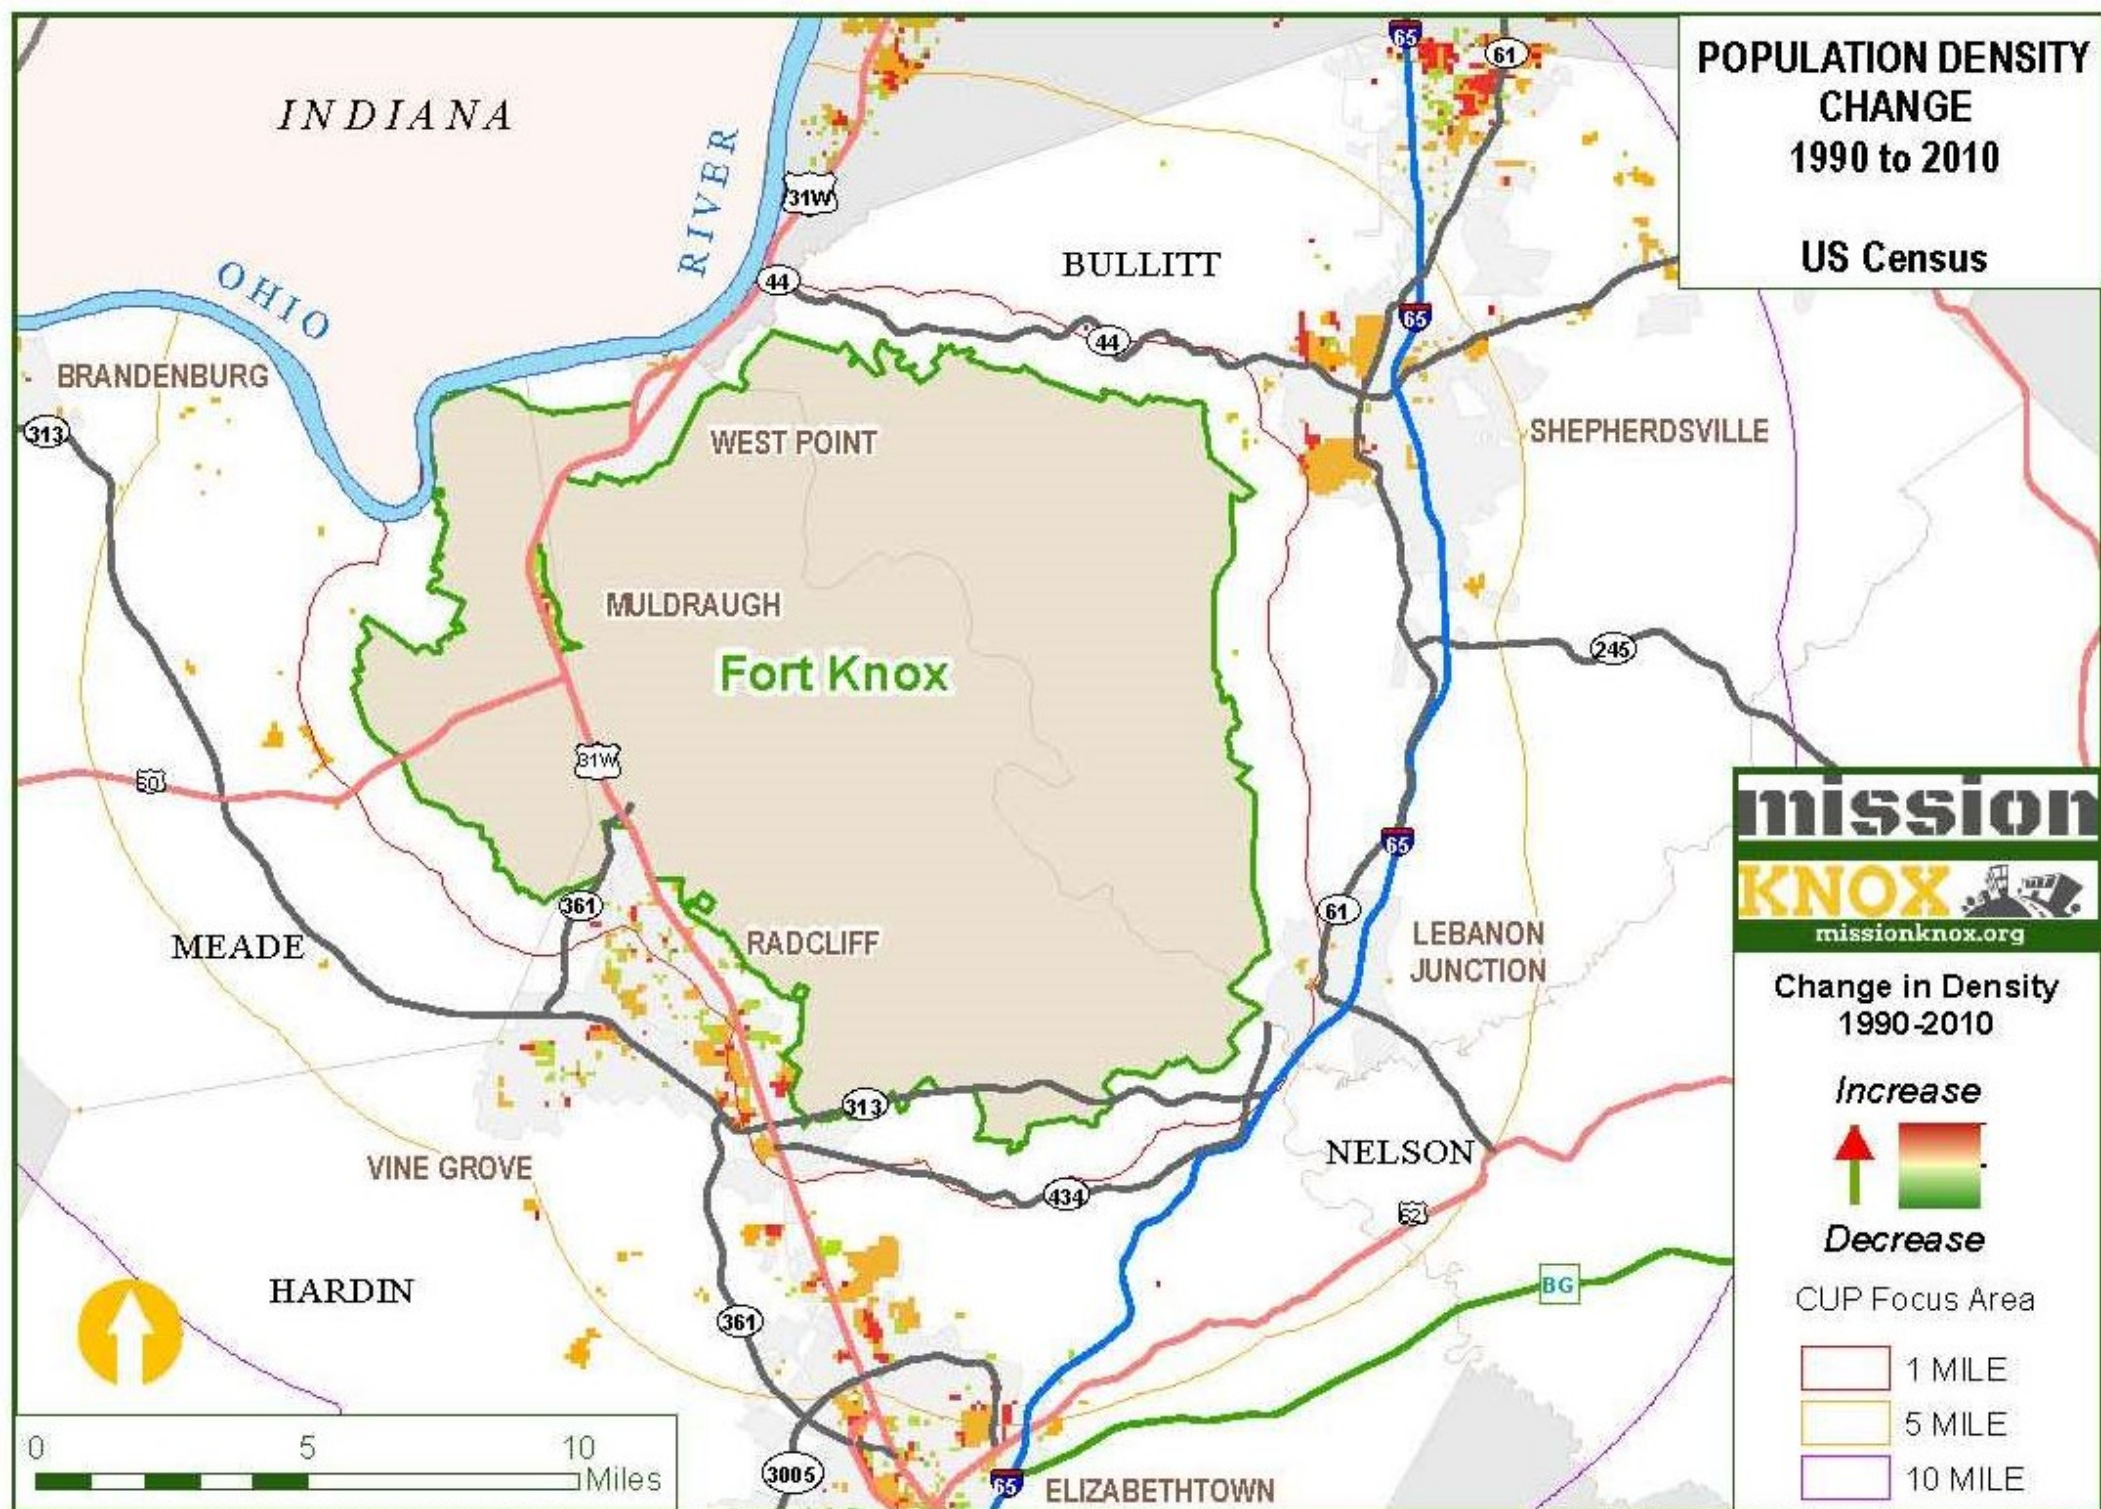 POPULATION DENSITY
CHANGE
1990 to 2010
US Census
INDIANA
OHIO
RIVER
65
61
31W
BULLITT
44
44
65
BRANDENBURG
313
WEST POINT
SHEPHERDSVILLE
MULDRAUGH
Fort Knox
245
31W
60
65
mission
KNOX
missionknox.org
361
61
MEADE
RADCLIFF
LEBANON
JUNCTION
Change in Density
1990-2010
Increase
Decrease
313
VINE GROVE
NELSON
434
62
HARDIN
BG
361
CUP Focus Area
1 MILE
5 MILE
10 MILE
0 5 10
Miles
3005
65
ELIZABETHTOWN